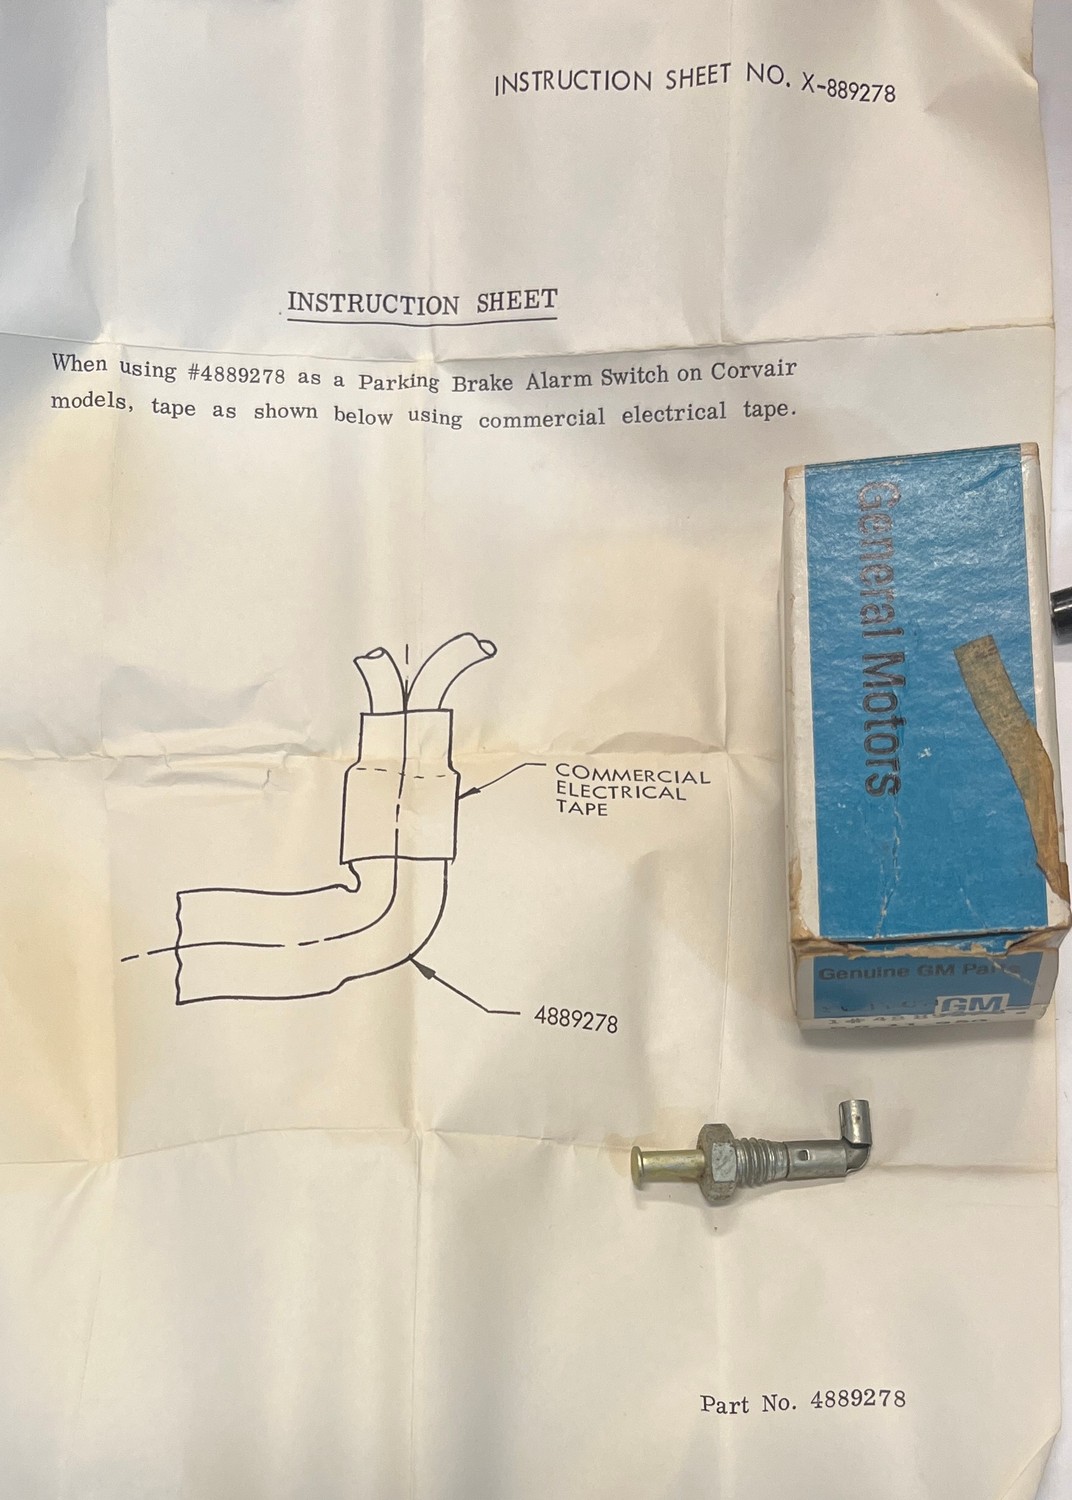 INSTRUCTION SHEET NO. X-889278
INSTRUCTION SHEET
When using #4889278 as a Parking Brake Alarm Switch on Corvair
models, tape as shown below using commercial electrical tape.
COMMERCIAL
ELECTRICAL
TAPE
4889278
General Motors
Genuine GM Parts
GM
Part No. 4889278